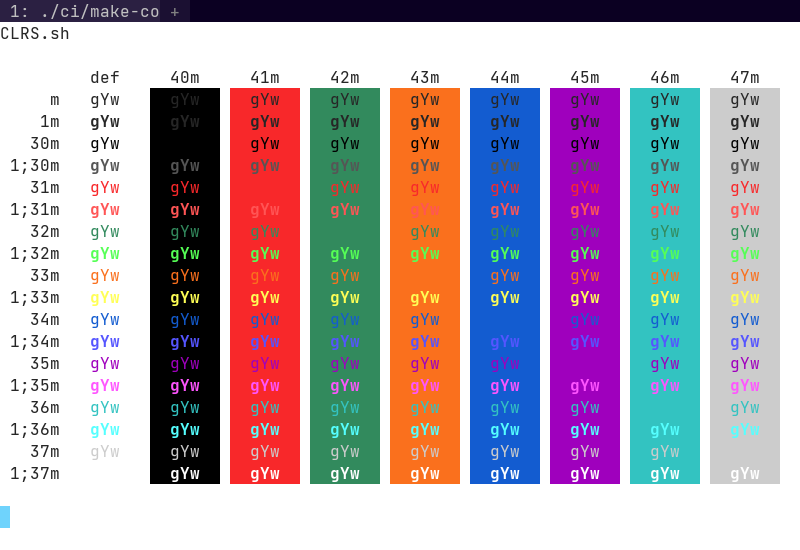 1: ./ci/make-co +
CLRS.sh
def 40m 41m 42m 43m 44m 45m 46m 47m
m gYw gYw gYw gYw gYw gYw gYw gYw gYw
1m gYw gYw gYw gYw gYw gYw gYw gYw gYw
30m gYw gYw gYw gYw gYw gYw gYw gYw
1;30m gYw gYw gYw gYw gYw gYw gYw gYw gYw
31m gYw gYw gYw gYw gYw gYw gYw gYw
1;31m gYw gYw gYw gYw gYw gYw gYw gYw gYw
32m gYw gYw gYw gYw gYw gYw gYw gYw
1;32m gYw gYw gYw gYw gYw gYw gYw gYw gYw
33m gYw gYw gYw gYw gYw gYw gYw gYw
1;33m gYw gYw gYw gYw gYw gYw gYw gYw gYw
34m gYw gYw gYw gYw gYw gYw gYw gYw
1;34m gYw gYw gYw gYw gYw gYw gYw gYw gYw
35m gYw gYw gYw gYw gYw gYw gYw gYw
1;35m gYw gYw gYw gYw gYw gYw gYw gYw gYw
36m gYw gYw gYw gYw gYw gYw gYw gYw
1;36m gYw gYw gYw gYw gYw gYw gYw gYw gYw
37m gYw gYw gYw gYw gYw gYw gYw gYw
1;37m gYw gYw gYw gYw gYw gYw gYw gYw